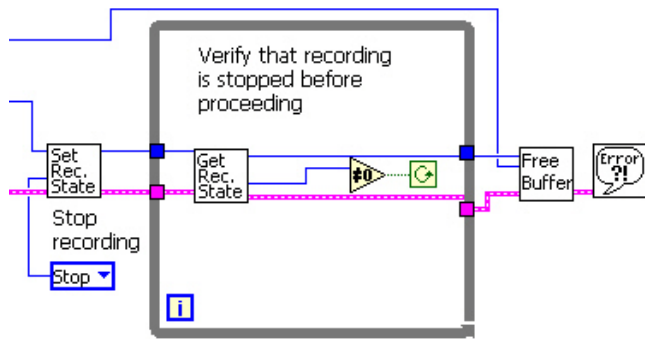 Verify that recording
is stopped before
proceeding
Set
Rec.
State
Get
Rec.
State
≠0
Free
Buffer
Error
?!
Stop
recording
Stop
i